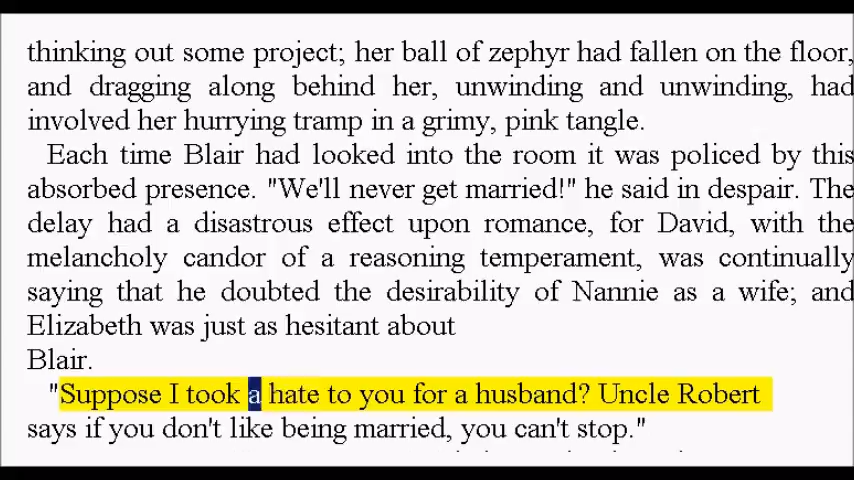 thinking out some project; her ball of zephyr had fallen on the floor,
and dragging along behind her, unwinding and unwinding, had
involved her hurrying tramp in a grimy, pink tangle.
Each time Blair had looked into the room it was policed by this
absorbed presence. "We'll never get married!" he said in despair. The
delay had a disastrous effect upon romance, for David, with the
melancholy candor of a reasoning temperament, was continually
saying that he doubted the desirability of Nannie as a wife; and
Elizabeth was just as hesitant about
Blair.
"Suppose I took a hate to you for a husband? Uncle Robert
says if you don't like being married, you can't stop."